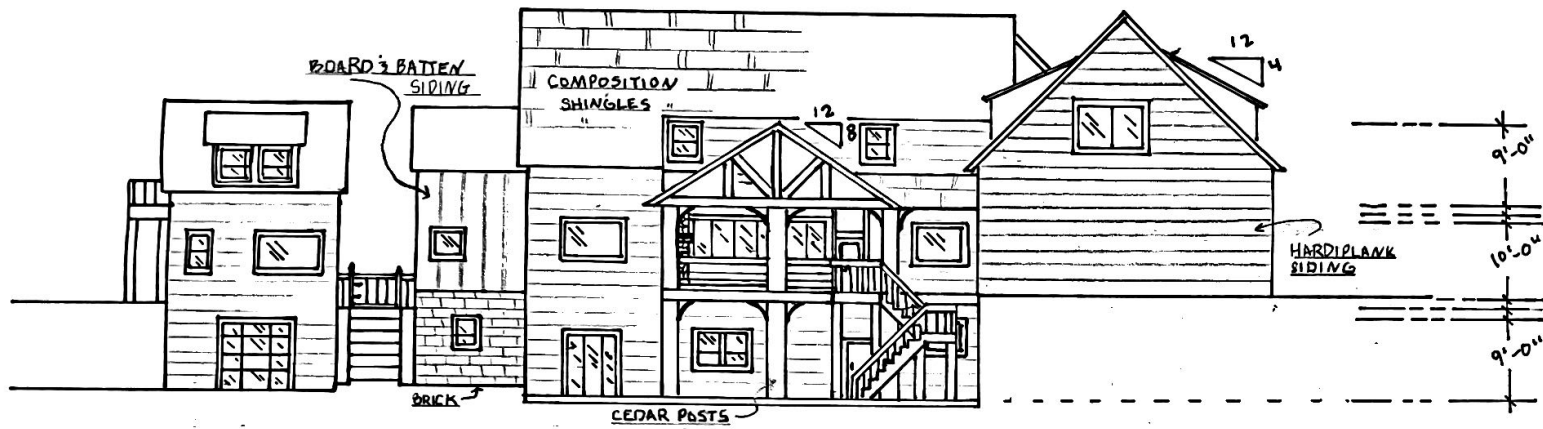 BOARD & BATTEN
SIDING
COMPOSITION
SHINGLES
12
8
12
4
9'-0"
10'-0"
9'-0"
HARDIPLANK
SIDING
BRICK
CEDAR POSTS